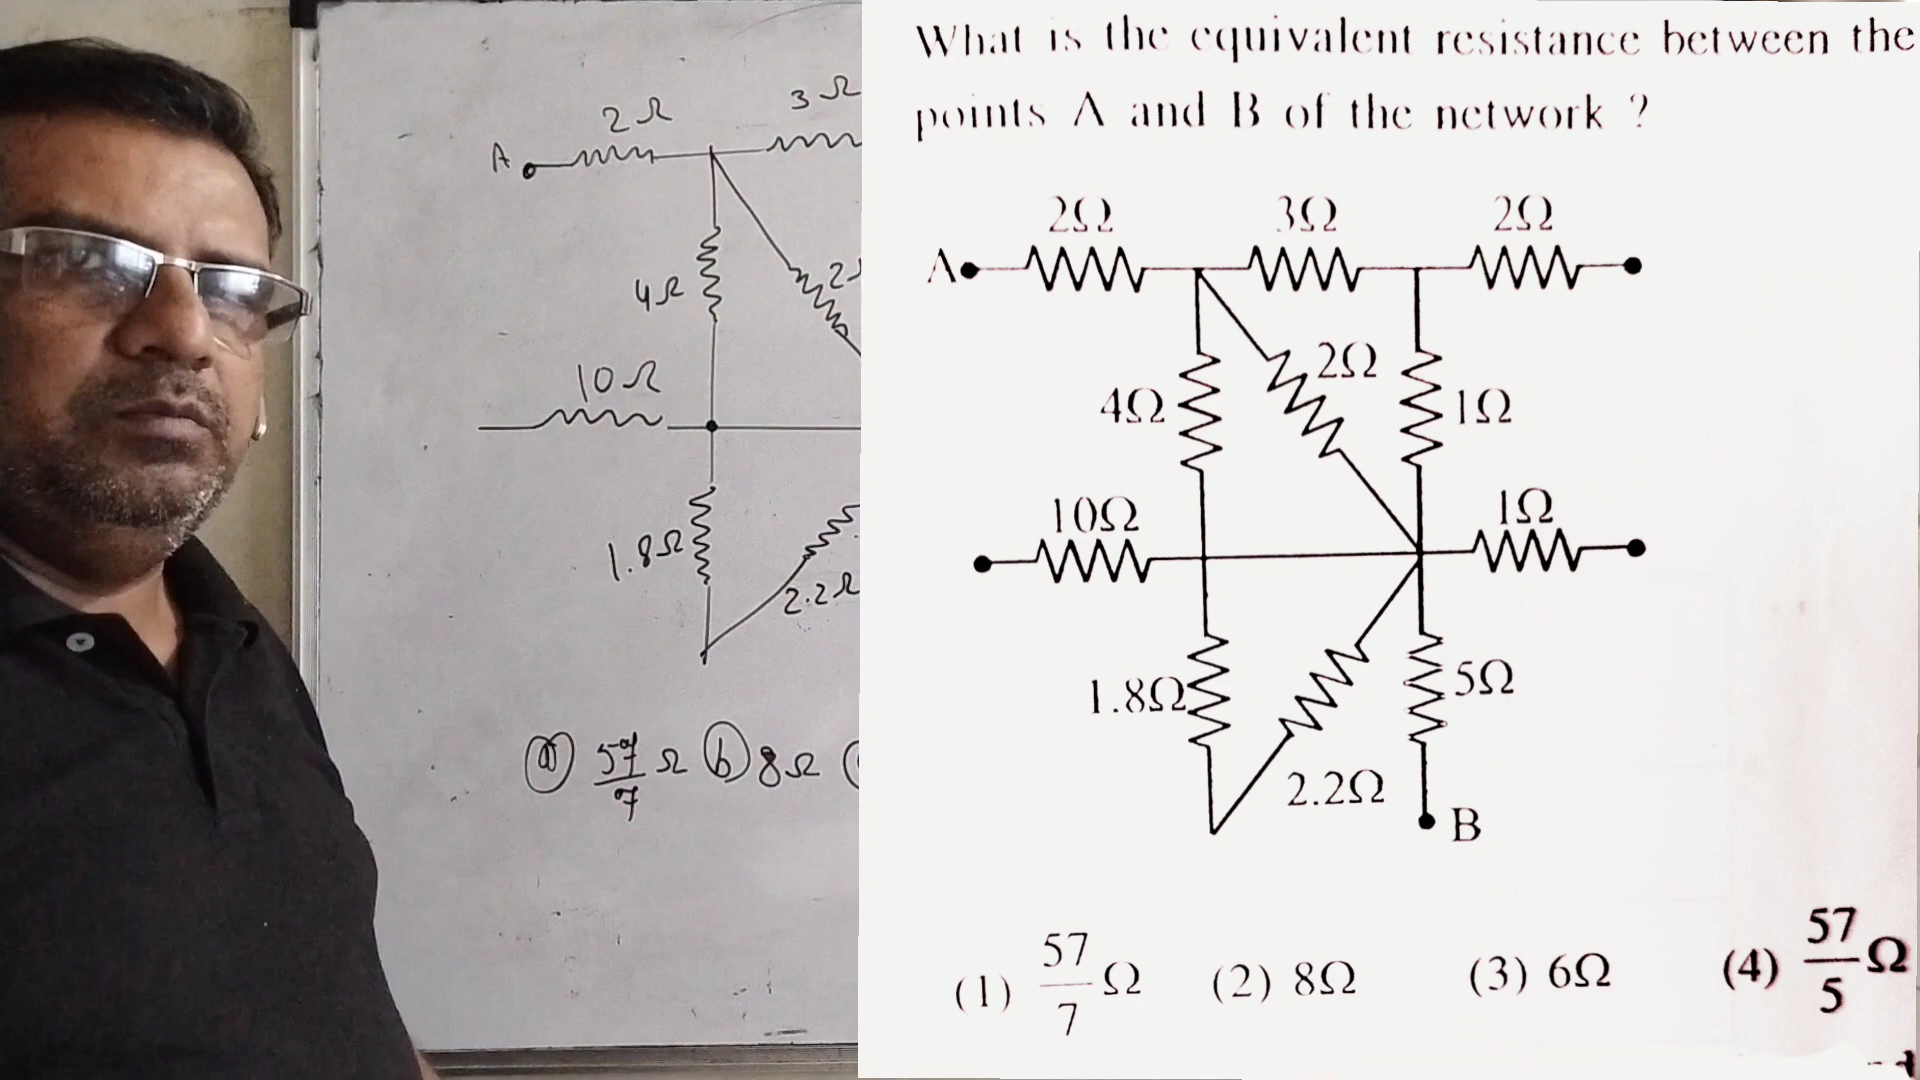 What is the equivalent resistance between the
points A and B of the network ?
2Ω 3Ω 2Ω
A
2Ω
4Ω 1Ω
10Ω 1Ω
1.8Ω 5Ω
2.2Ω
B
(1) 57/7 Ω (2) 8Ω (3) 6Ω (4) 57/5 Ω
2Ω 3Ω
A
4Ω 2
10Ω
1.8Ω
2.2Ω
(a) 57/7 Ω (b) 8Ω